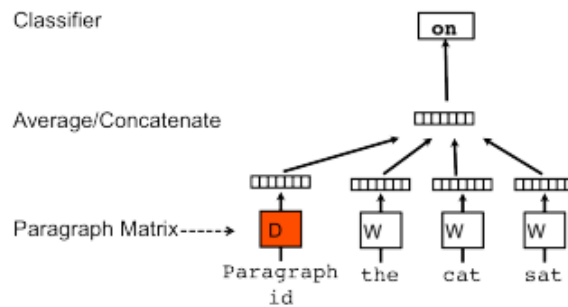 Classifier
on
Average/Concatenate
Paragraph Matrix
D
W
W
W
Paragraph
id
the
cat
sat